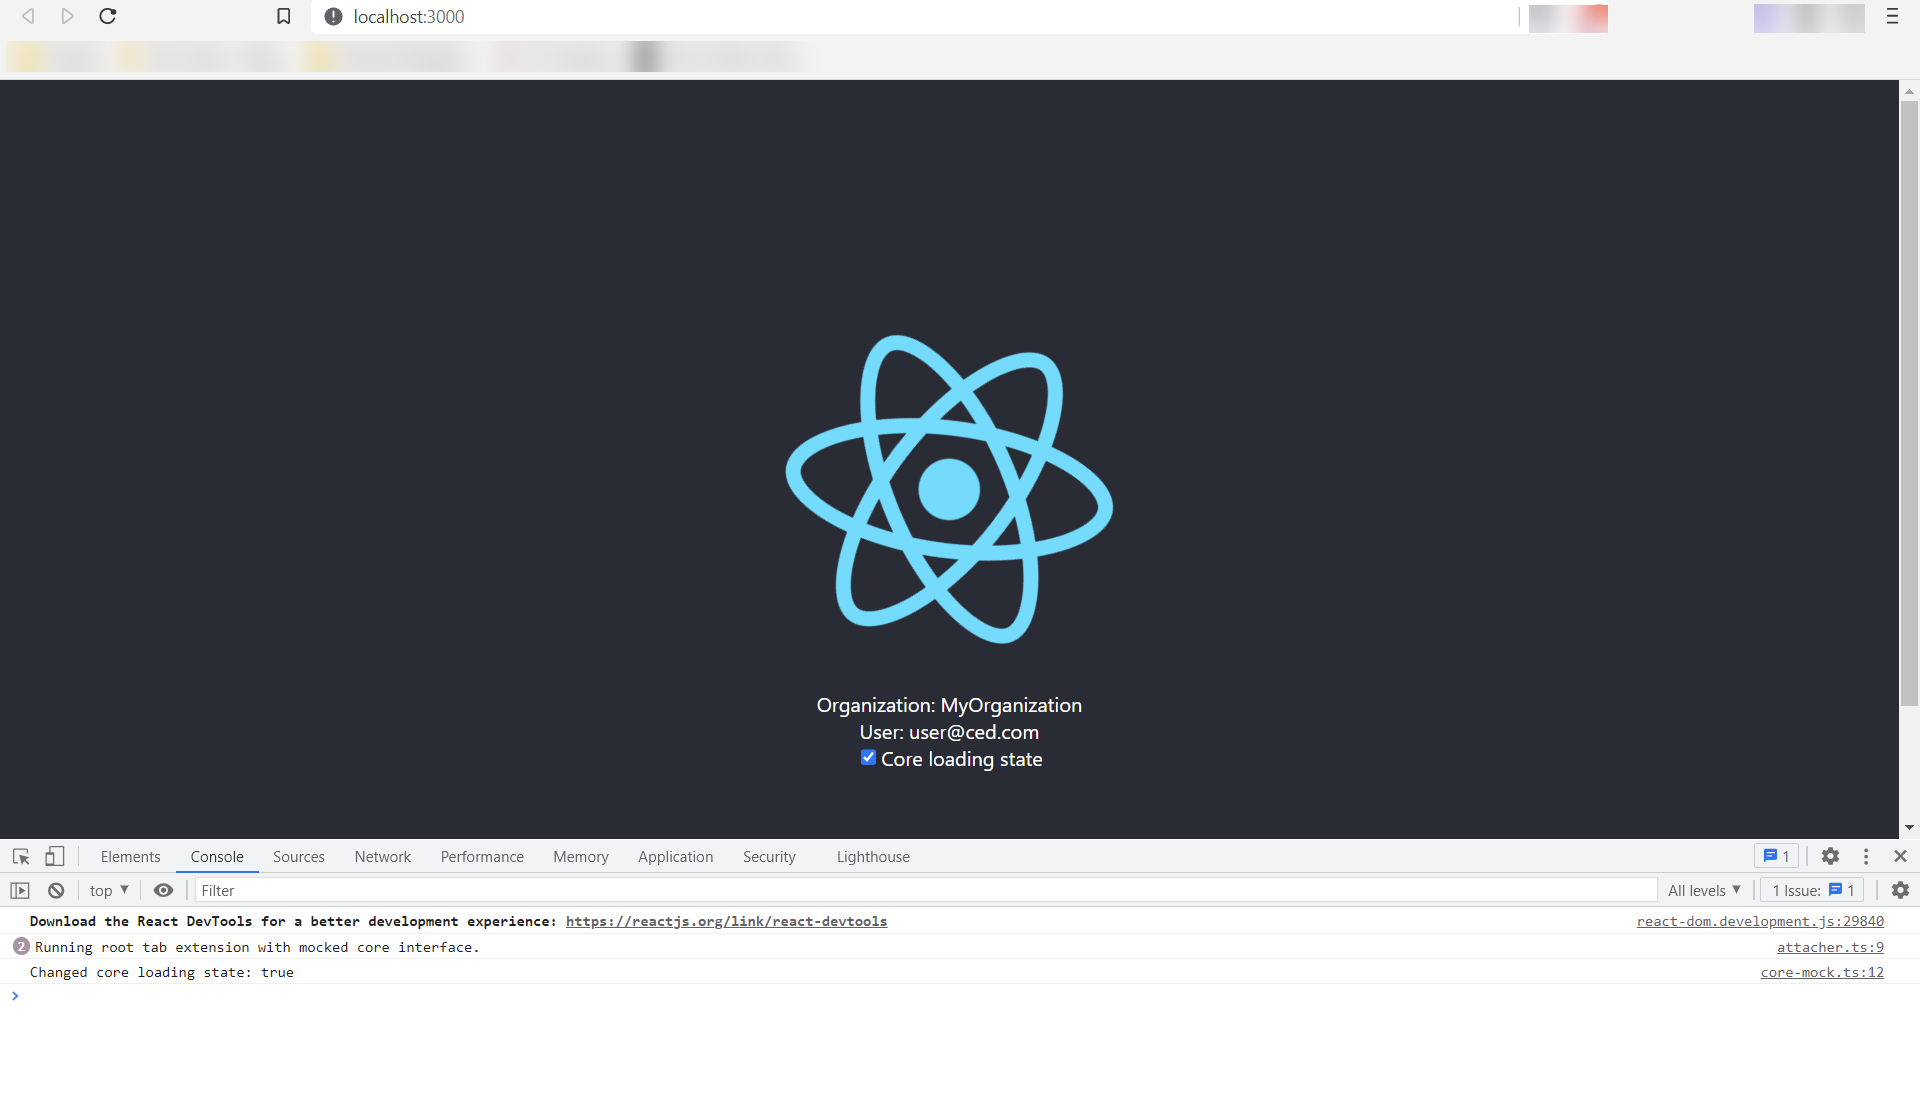 localhost:3000
Organization: MyOrganization
User: user@ced.com
Core loading state
Elements Console Sources Network Performance Memory Application Security Lighthouse 1
top Filter All levels 1 Issue: 1
Download the React DevTools for a better development experience: https://reactjs.org/link/react-devtools react-dom.development.js:29840
2 Running root tab extension with mocked core interface. attacher.ts:9
Changed core loading state: true core-mock.ts:12